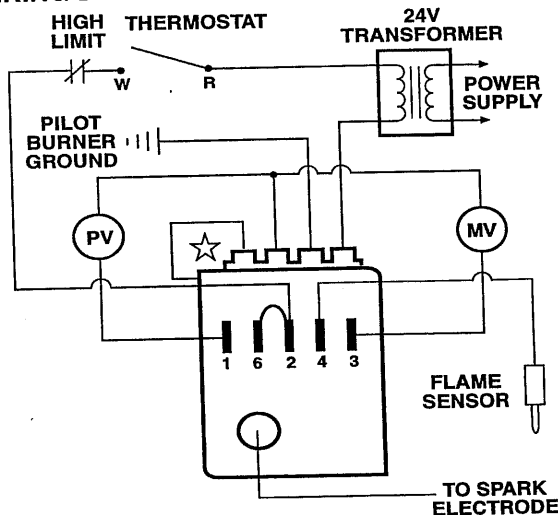 HIGH
LIMIT
THERMOSTAT
24V
TRANSFORMER
W
R
POWER
SUPPLY
PILOT
BURNER
GROUND
PV
MV
1 6 2 4 3
FLAME
SENSOR
TO SPARK
ELECTRODE